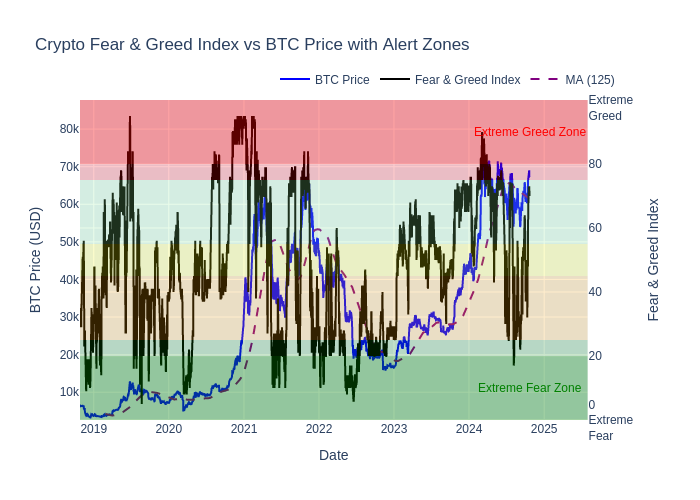 Crypto Fear & Greed Index vs BTC Price with Alert Zones
BTC Price
Fear & Greed Index
MA (125)
Extreme
Greed
Extreme Greed Zone
80k
70k
60k
50k
40k
30k
20k
10k
80
60
40
20
0
Extreme
Fear
Extreme Fear Zone
BTC Price (USD)
Fear & Greed Index
2019
2020
2021
2022
2023
2024
2025
Date